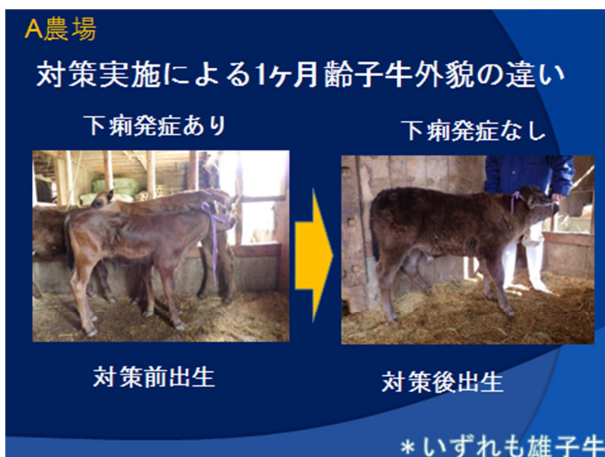 A農場
対策実施による1ヶ月齢子牛外貌の違い
下痢発症あり
下痢発症なし
対策前出生
対策後出生
*いずれも雄子牛